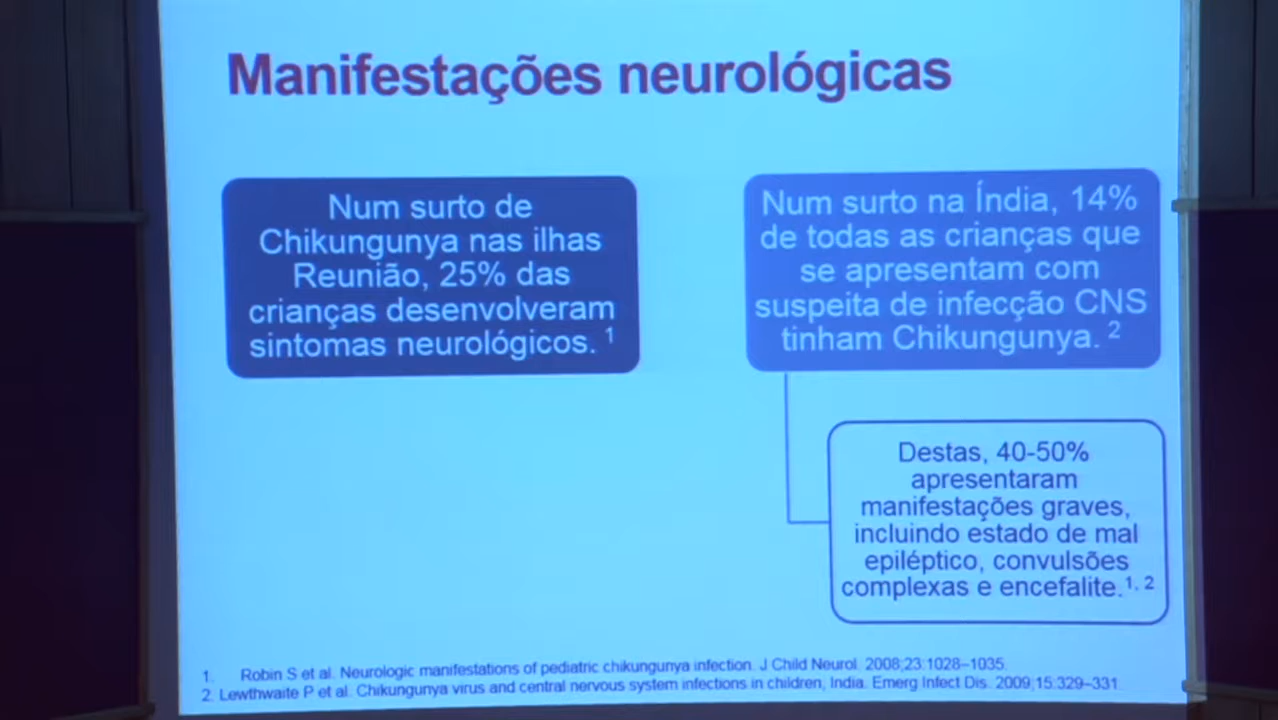 Manifestações neurológicas
Num surto de
Chikungunya nas ilhas
Reunião, 25% das
crianças desenvolveram
sintomas neurológicos. 1
Num surto na Índia, 14%
de todas as crianças que
se apresentam com
suspeita de infecção CNS
tinham Chikungunya. 2
Destas, 40-50%
apresentaram
manifestações graves,
incluindo estado de mal
epiléptico, convulsões
complexas e encefalite.1, 2
1. Robin S et al. Neurologic manifestations of pediatric chikungunya infection. J Child Neurol. 2008;23:1028–1035.
2. Lewthwaite P et al. Chikungunya virus and central nervous system infections in children, India. Emerg Infect Dis. 2009;15:329–331.